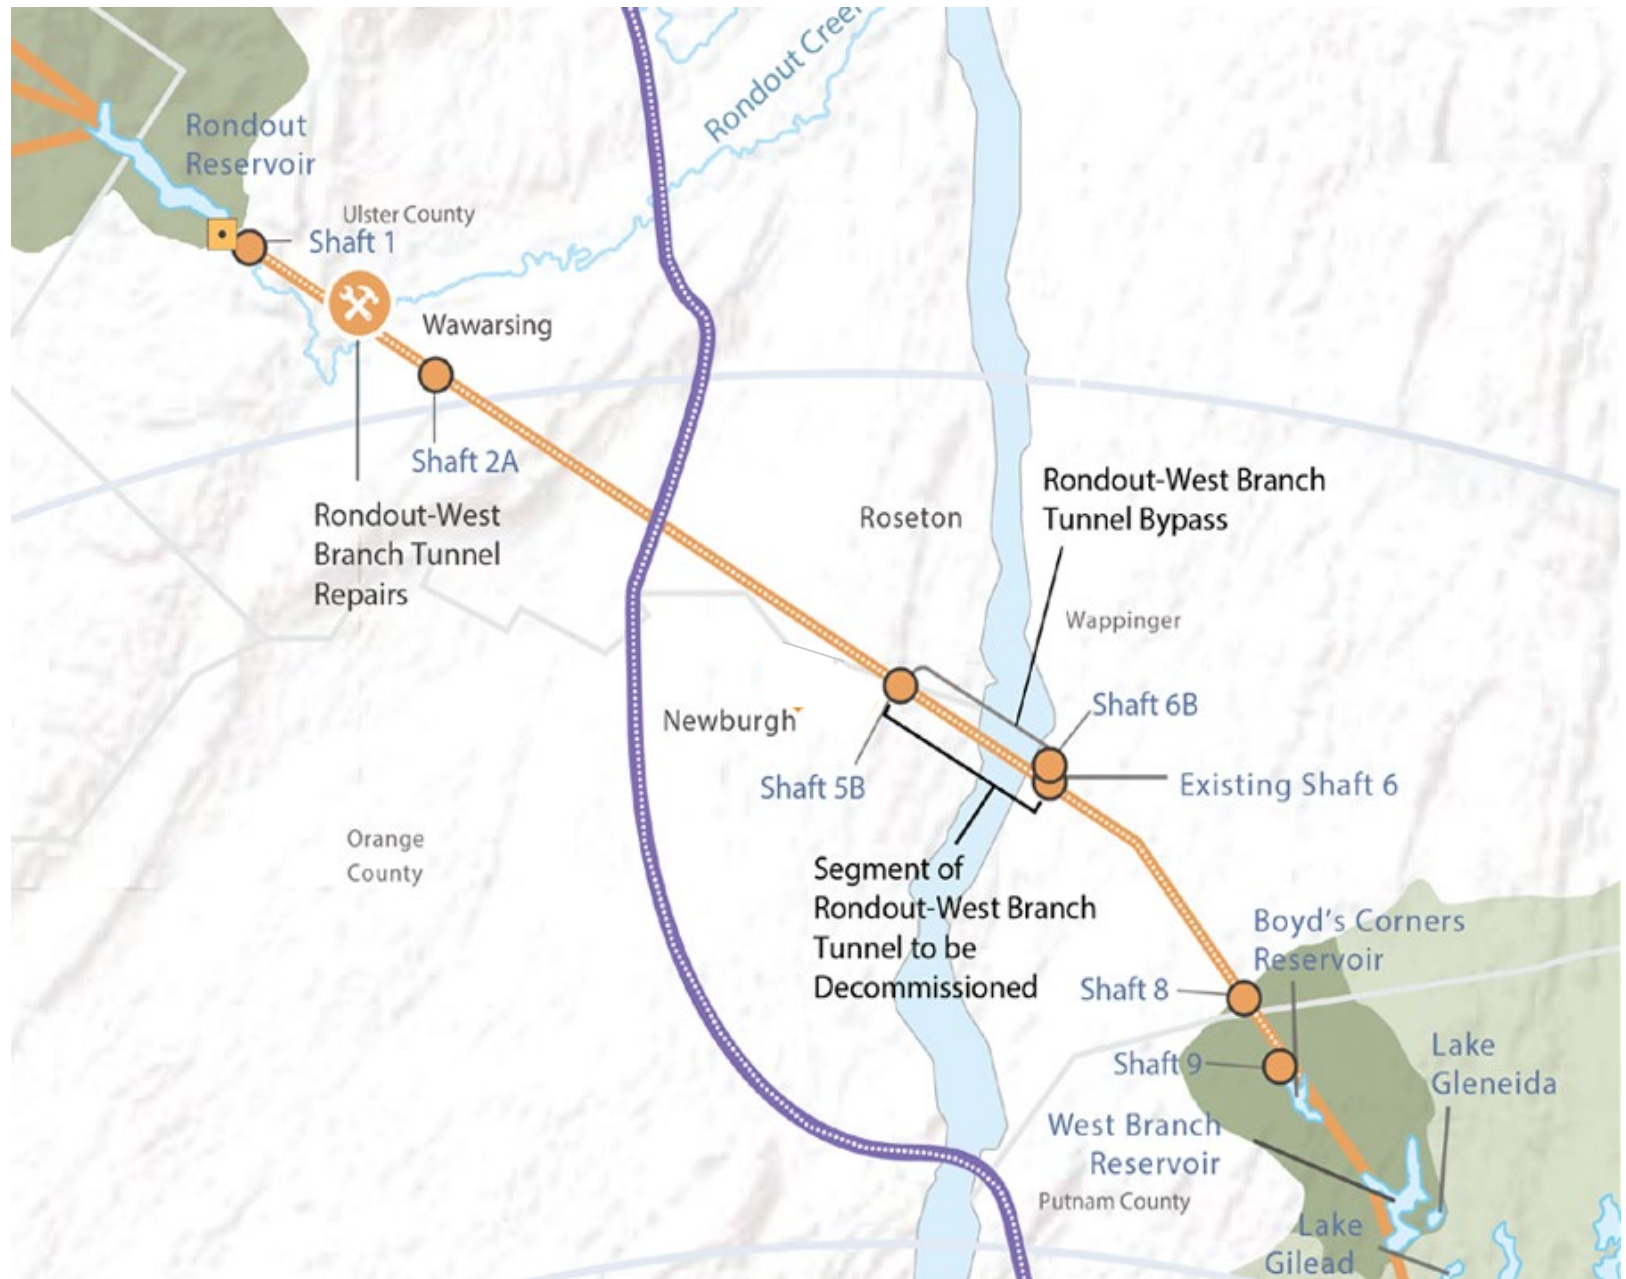 Rondout Creek
Rondout
Reservoir
Ulster County
Shaft 1
Wawarsing
Shaft 2A
Rondout-West
Branch Tunnel
Repairs
Rondout-West Branch
Tunnel Bypass
Roseton
Wappinger
Shaft 6B
Newburgh
Shaft 5B
Existing Shaft 6
Orange
County
Segment of
Rondout-West Branch
Tunnel to be
Decommissioned
Boyd's Corners
Reservoir
Shaft 8
Shaft 9
Lake
Gleneida
West Branch
Reservoir
Putnam County
Lake
Gilead